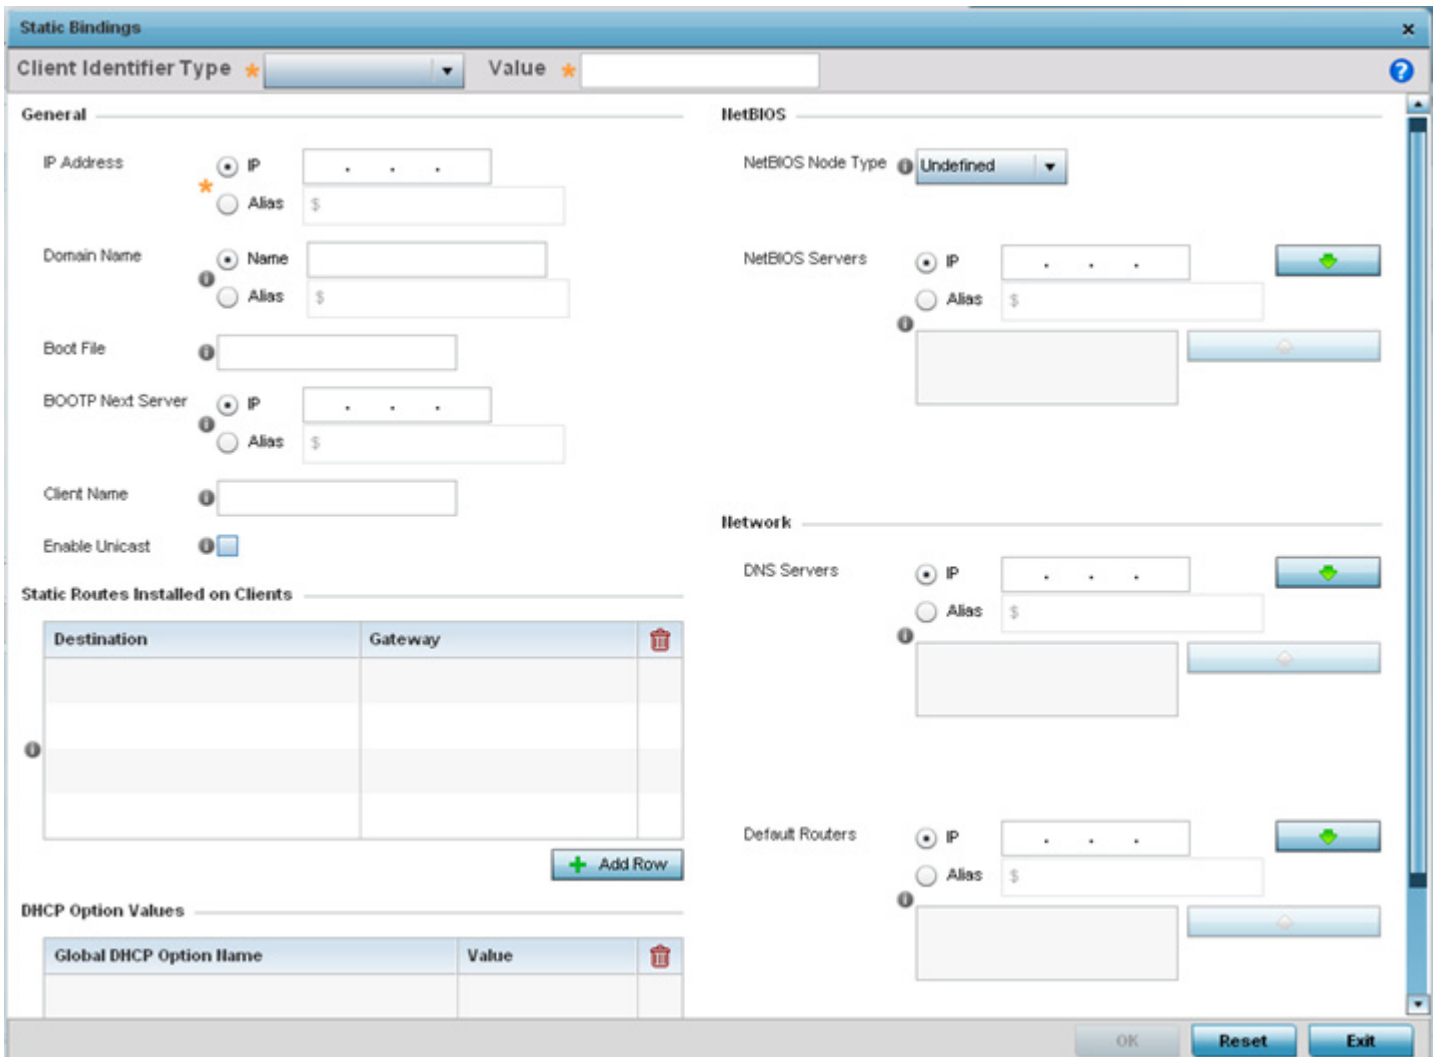 Static Bindings
Client Identifier Type * Value *
General
IP Address
IP . . .
*
Alias $
Domain Name
Name
Alias $
Boot File
BOOTP Next Server
IP . . .
Alias $
Client Name
Enable Unicast
Static Routes Installed on Clients
Destination Gateway
Add Row
DHCP Option Values
Global DHCP Option Name Value
NetBIOS
NetBIOS Node Type Undefined
NetBIOS Servers
IP . . .
Alias $
Network
DNS Servers
IP . . .
Alias $
Default Routers
IP . . .
Alias $
OK Reset Exit